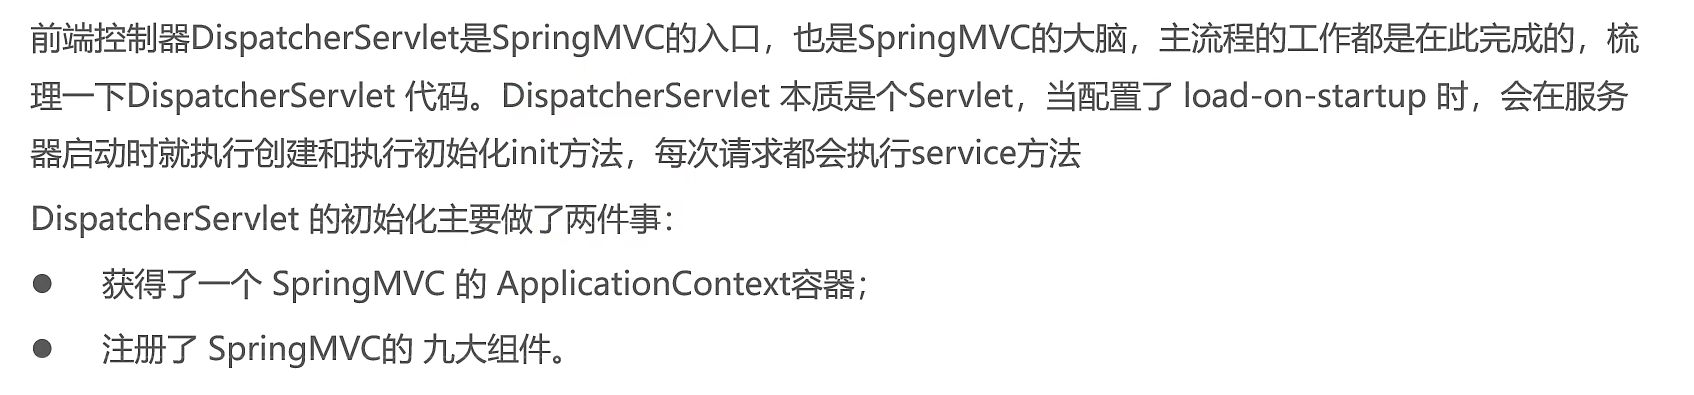 前端控制器DispatcherServlet是SpringMVC的入口，也是SpringMVC的大脑，主流程的工作都是在此完成的，梳
理一下DispatcherServlet 代码。DispatcherServlet 本质是个Servlet，当配置了 load-on-startup 时，会在服务
器启动时就执行创建和执行初始化init方法，每次请求都会执行service方法
DispatcherServlet 的初始化主要做了两件事：
● 获得了一个 SpringMVC 的 ApplicationContext容器；
● 注册了 SpringMVC的 九大组件。